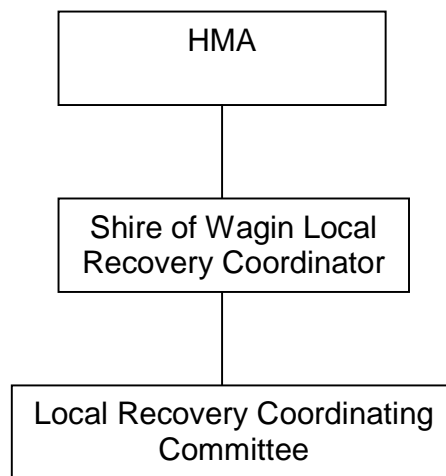 HMA
Shire of Wagin Local
Recovery Coordinator
Local Recovery Coordinating
Committee